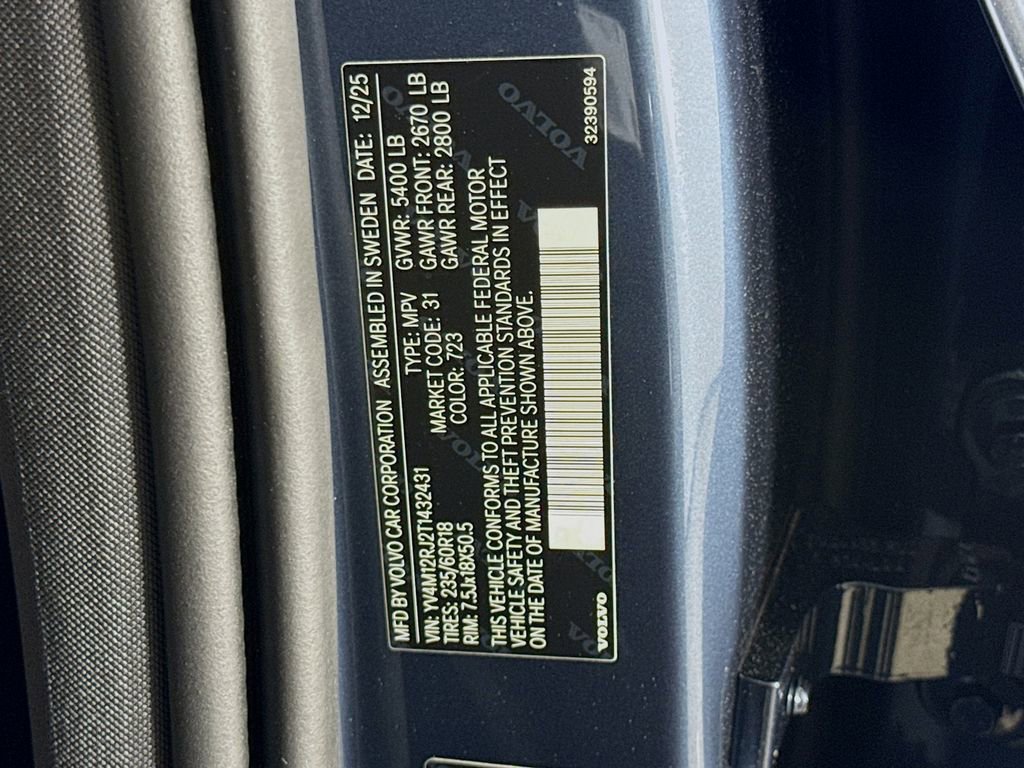 MFD BY VOLVO CAR CORPORATION ASSEMBLED IN SWEDEN DATE: 12/25
VIN: YV4M12RJ2T1432431 TYPE: MPV GVWR: 5400 LB
TIRES: 235/60R18 MARKET CODE: 31 GAWR FRONT: 2670 LB
RIM: 7.5Jx18X50.5 COLOR: 723 GAWR REAR: 2800 LB
THIS VEHICLE CONFORMS TO ALL APPLICABLE FEDERAL MOTOR
VEHICLE SAFETY AND THEFT PREVENTION STANDARDS IN EFFECT
ON THE DATE OF MANUFACTURE SHOWN ABOVE.
VOLVO 32390594